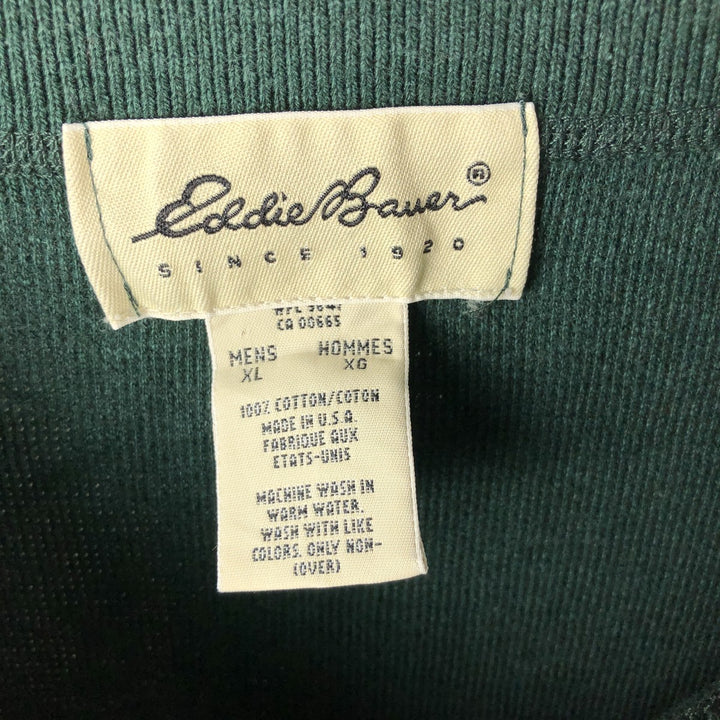 Eddie Bauer ®
SINCE 1920
CA 00665
MENS HOMMES
XL XG
100% COTTON/COTON
MADE IN U.S.A.
FABRIQUE AUX
ETATS-UNIS
MACHINE WASH IN
WARM WATER.
WASH WITH LIKE
COLORS. ONLY NON-
(OVER)